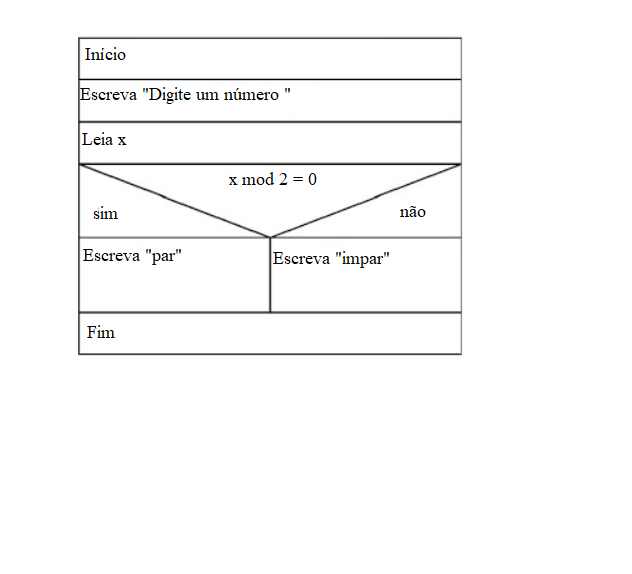 Início
Escreva "Digite um número "
Leia x
x mod 2 = 0
sim
não
Escreva "par"
Escreva "impar"
Fim